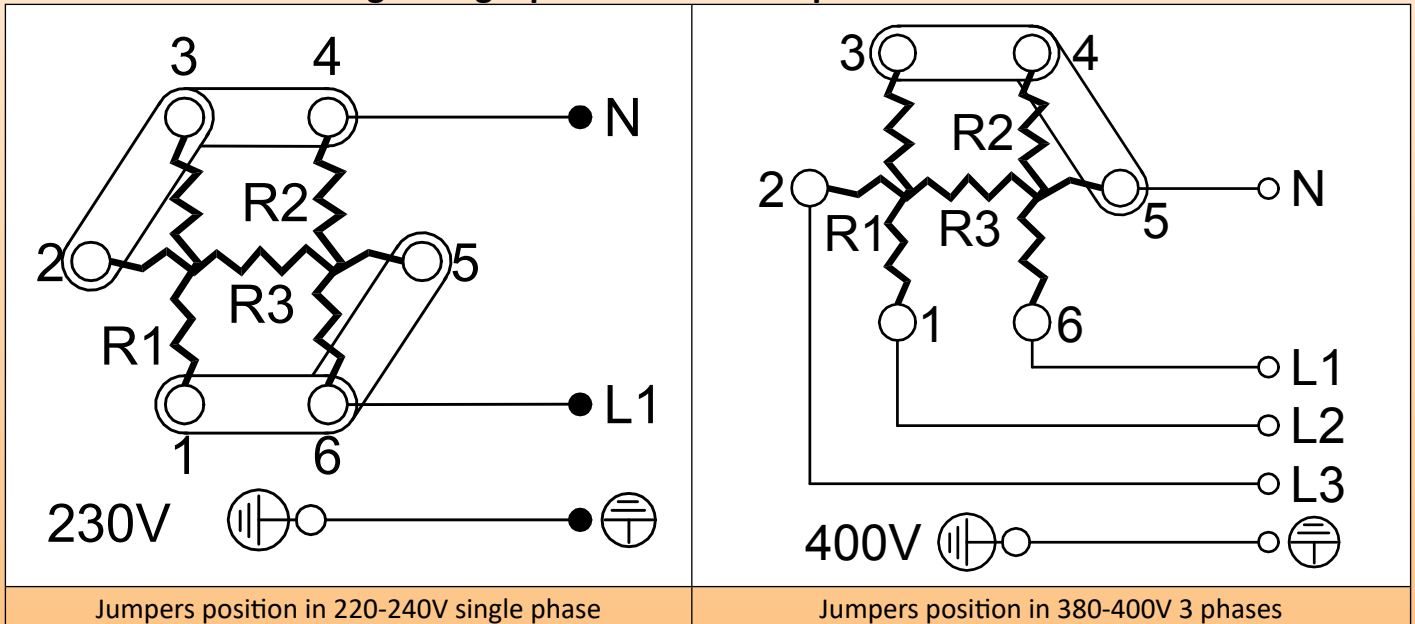 3 4
N
R2
2 5
R3
R1
L1
1 6
230V
Jumpers position in 220-240V single phase
3 4
R2
2 N
5
R1 R3
1 6
L1
L2
L3
400V
Jumpers position in 380-400V 3 phases